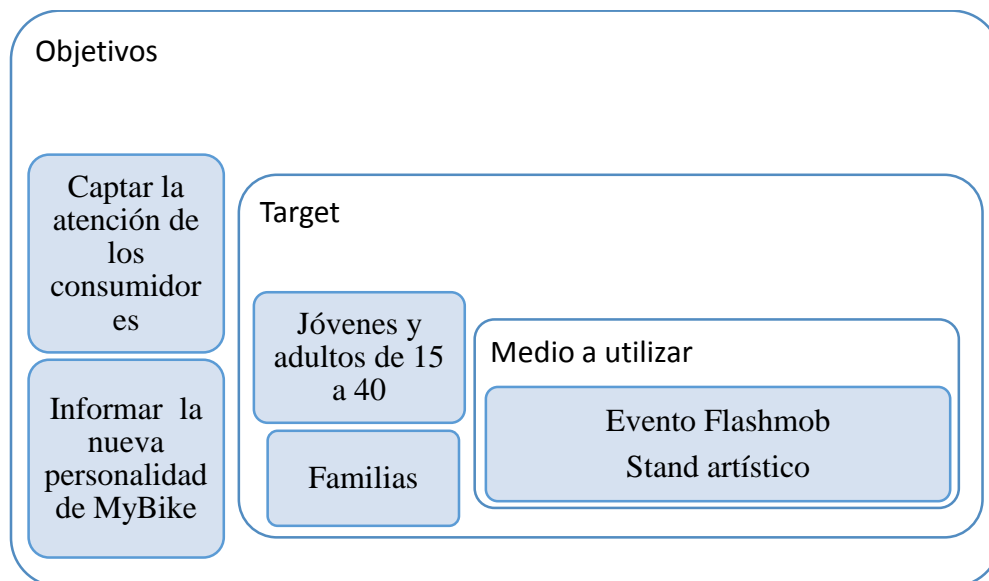 Objetivos
Captar la
atención de
los
consumidor
es
Informar la
nueva
personalidad
de MyBike
Target
Jóvenes y
adultos de 15
a 40
Familias
Medio a utilizar
Evento Flashmob
Stand artístico